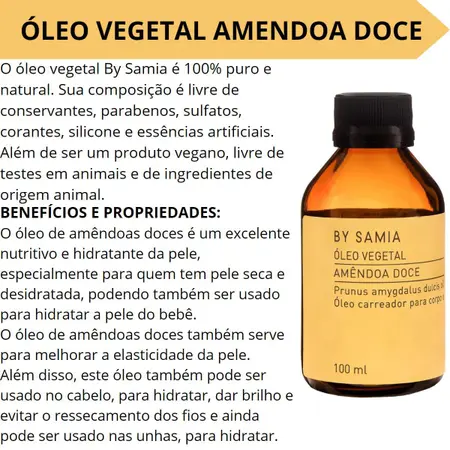 ÓLEO VEGETAL AMENDOA DOCE
O óleo vegetal By Samia é 100% puro e
natural. Sua composição é livre de
conservantes, parabenos, sulfatos,
corantes, silicone e essências artificiais.
Além de ser um produto vegano, livre de
testes em animais e de ingredientes de
origem animal.
BENEFÍCIOS E PROPRIEDADES:
O óleo de amêndoas doces é um excelente
nutritivo e hidratante da pele,
especialmente para quem tem pele seca e
desidratada, podendo também ser usado
para hidratar a pele do bebê.
O óleo de amêndoas doces também serve
para melhorar a elasticidade da pele.
Além disso, este óleo também pode ser
usado no cabelo, para hidratar, dar brilho e
evitar o ressecamento dos fios e ainda
pode ser usado nas unhas, para hidratar.
BY SAMIA
ÓLEO VEGETAL
AMÊNDOA DOCE
Prunus amygdalus dulcis
Óleo carreador para corpo
100 ml